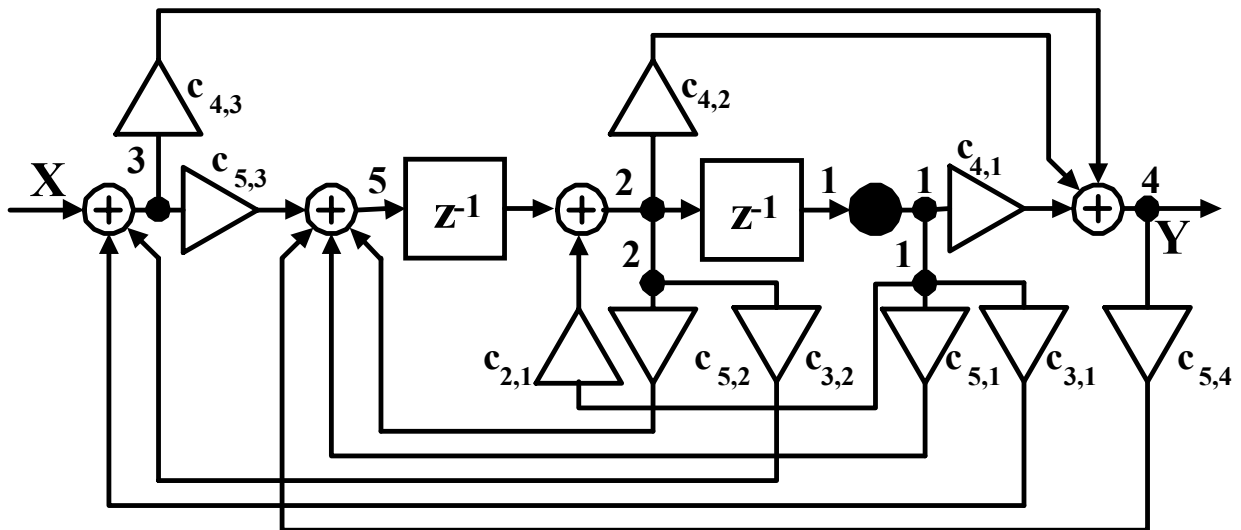 c4,3
c4,2
3
c5,3
X
+
5
z-1
+
2
z-1
1
1
c4,1
+
4
Y
2
1
c2,1
c5,2
c3,2
c5,1
c3,1
c5,4
+